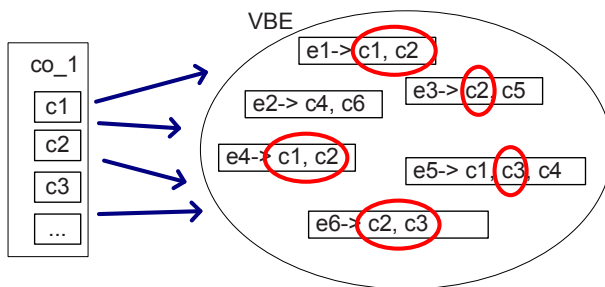 VBE
co_1
c1
c2
c3
...
e1-> c1, c2
e3-> c2, c5
e2-> c4, c6
e4-> c1, c2
e5-> c1, c3, c4
e6-> c2, c3